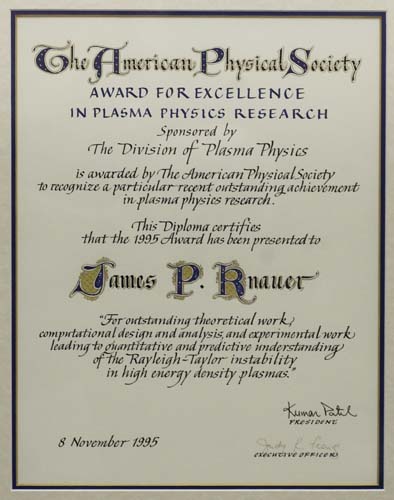 The American Physical Society
AWARD FOR EXCELLENCE
IN PLASMA PHYSICS RESEARCH
Sponsored by
The Division of Plasma Physics
is awarded by The American Physical Society
to recognize a particular recent outstanding achievement
in plasma physics research.
This Diploma certifies
that the 1995 Award has been presented to
James P. Knauer
"For outstanding theoretical work,
computational design and analysis, and experimental work
leading to quantitative and predictive understanding
of the Rayleigh-Taylor instability
in high energy density plasmas."
Kumar Patel
PRESIDENT
8 November 1995
EXECUTIVE OFFICER